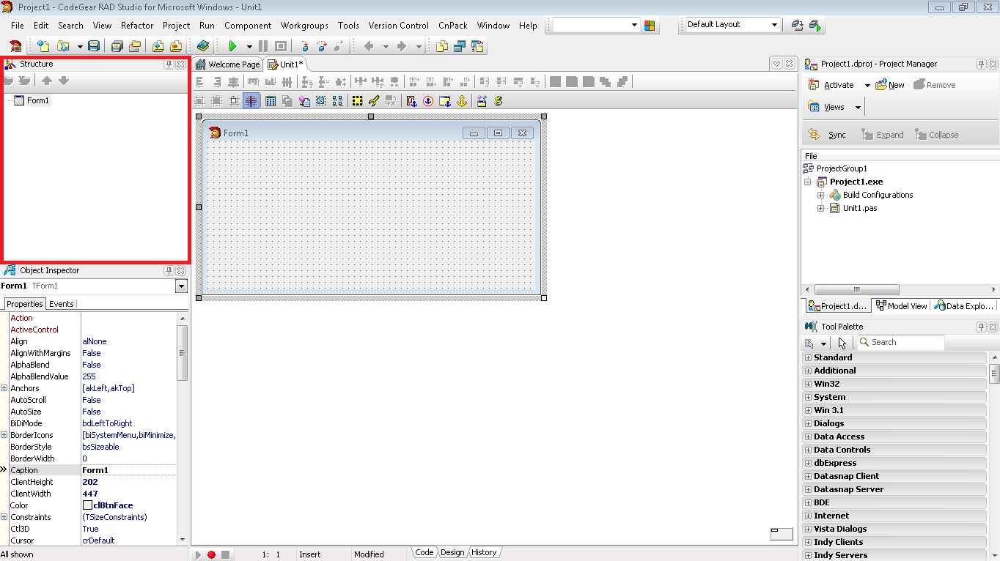 Project1 - CodeGear RAD Studio for Microsoft Windows - Unit1
File Edit Search View Refactor Project Run Component Workgroups Tools Version Control CnPack Window Help
Default Layout
Structure
Form1
Welcome Page
Unit1*
Form1
Object Inspector
Form1 TForm1
Properties Events
Action
ActiveControl
Align alNone
AlignWithMargins False
AlphaBlend False
AlphaBlendValue 255
Anchors [akLeft,akTop]
AutoScroll False
AutoSize False
BiDiMode bdLeftToRight
BorderIcons [biSystemMenu,biMinimize,
BorderStyle bsSizeable
BorderWidth 0
Caption Form1
ClientHeight 202
ClientWidth 447
Color clBtnFace
Constraints (TSizeConstraints)
Ctl3D True
Cursor crDefault
All shown
1: 1 Insert Modified
Code Design History
Project1.dproj - Project Manager
Activate New Remove
Views
Sync Expand Collapse
File
ProjectGroup1
Project1.exe
Build Configurations
Unit1.pas
Project1.d... Model View Data Explo...
Tool Palette
Search
Standard
Additional
Win32
System
Win 3.1
Dialogs
Data Access
Data Controls
dbExpress
Datasnap Client
Datasnap Server
BDE
Internet
Vista Dialogs
Indy Clients
Indy Servers